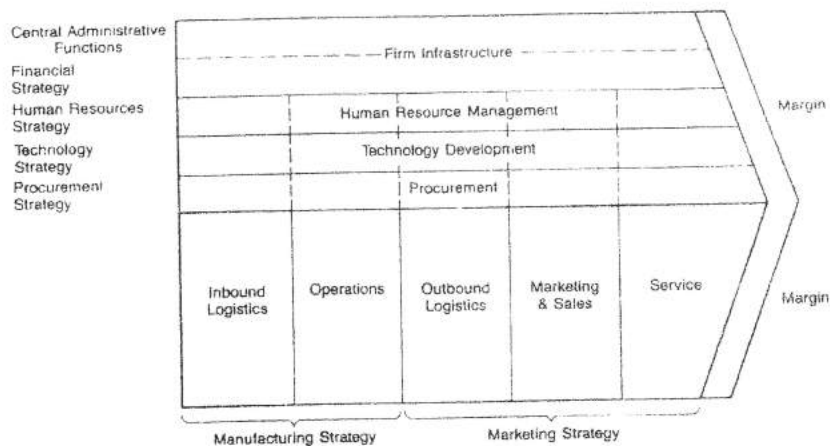 Central Administrative
Functions
Firm Infrastructure
Financial
Strategy
Human Resources
Strategy
Human Resource Management
Margin
Technology
Strategy
Technology Development
Procurement
Strategy
Procurement
Inbound
Logistics
Operations
Outbound
Logistics
Marketing
& Sales
Service
Margin
Manufacturing Strategy
Marketing Strategy